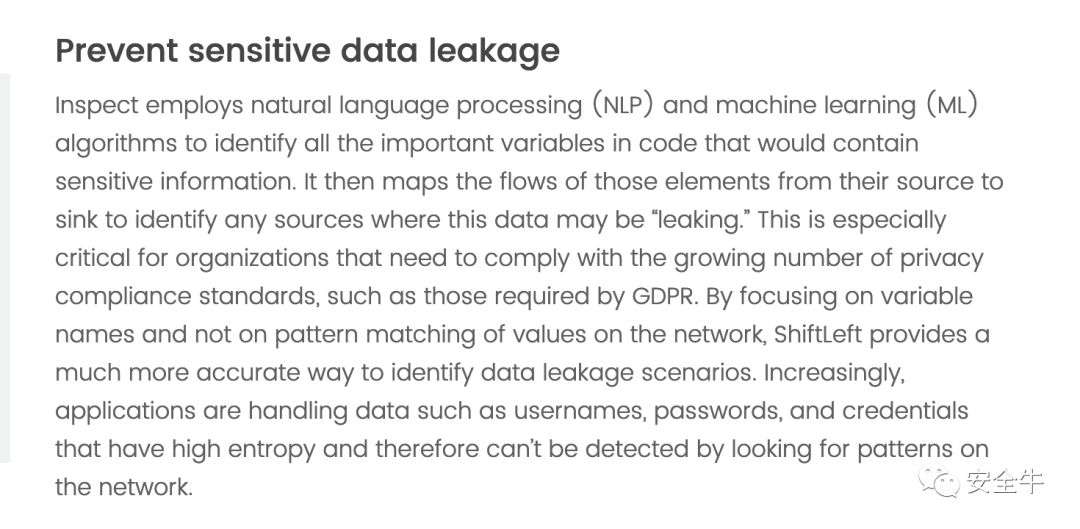 Prevent sensitive data leakage
Inspect employs natural language processing (NLP) and machine learning (ML)
algorithms to identify all the important variables in code that would contain
sensitive information. It then maps the flows of those elements from their source to
sink to identify any sources where this data may be “leaking.” This is especially
critical for organizations that need to comply with the growing number of privacy
compliance standards, such as those required by GDPR. By focusing on variable
names and not on pattern matching of values on the network, ShiftLeft provides a
much more accurate way to identify data leakage scenarios. Increasingly,
applications are handling data such as usernames, passwords, and credentials
that have high entropy and therefore can’t be detected by looking for patterns on
the network.
安全牛